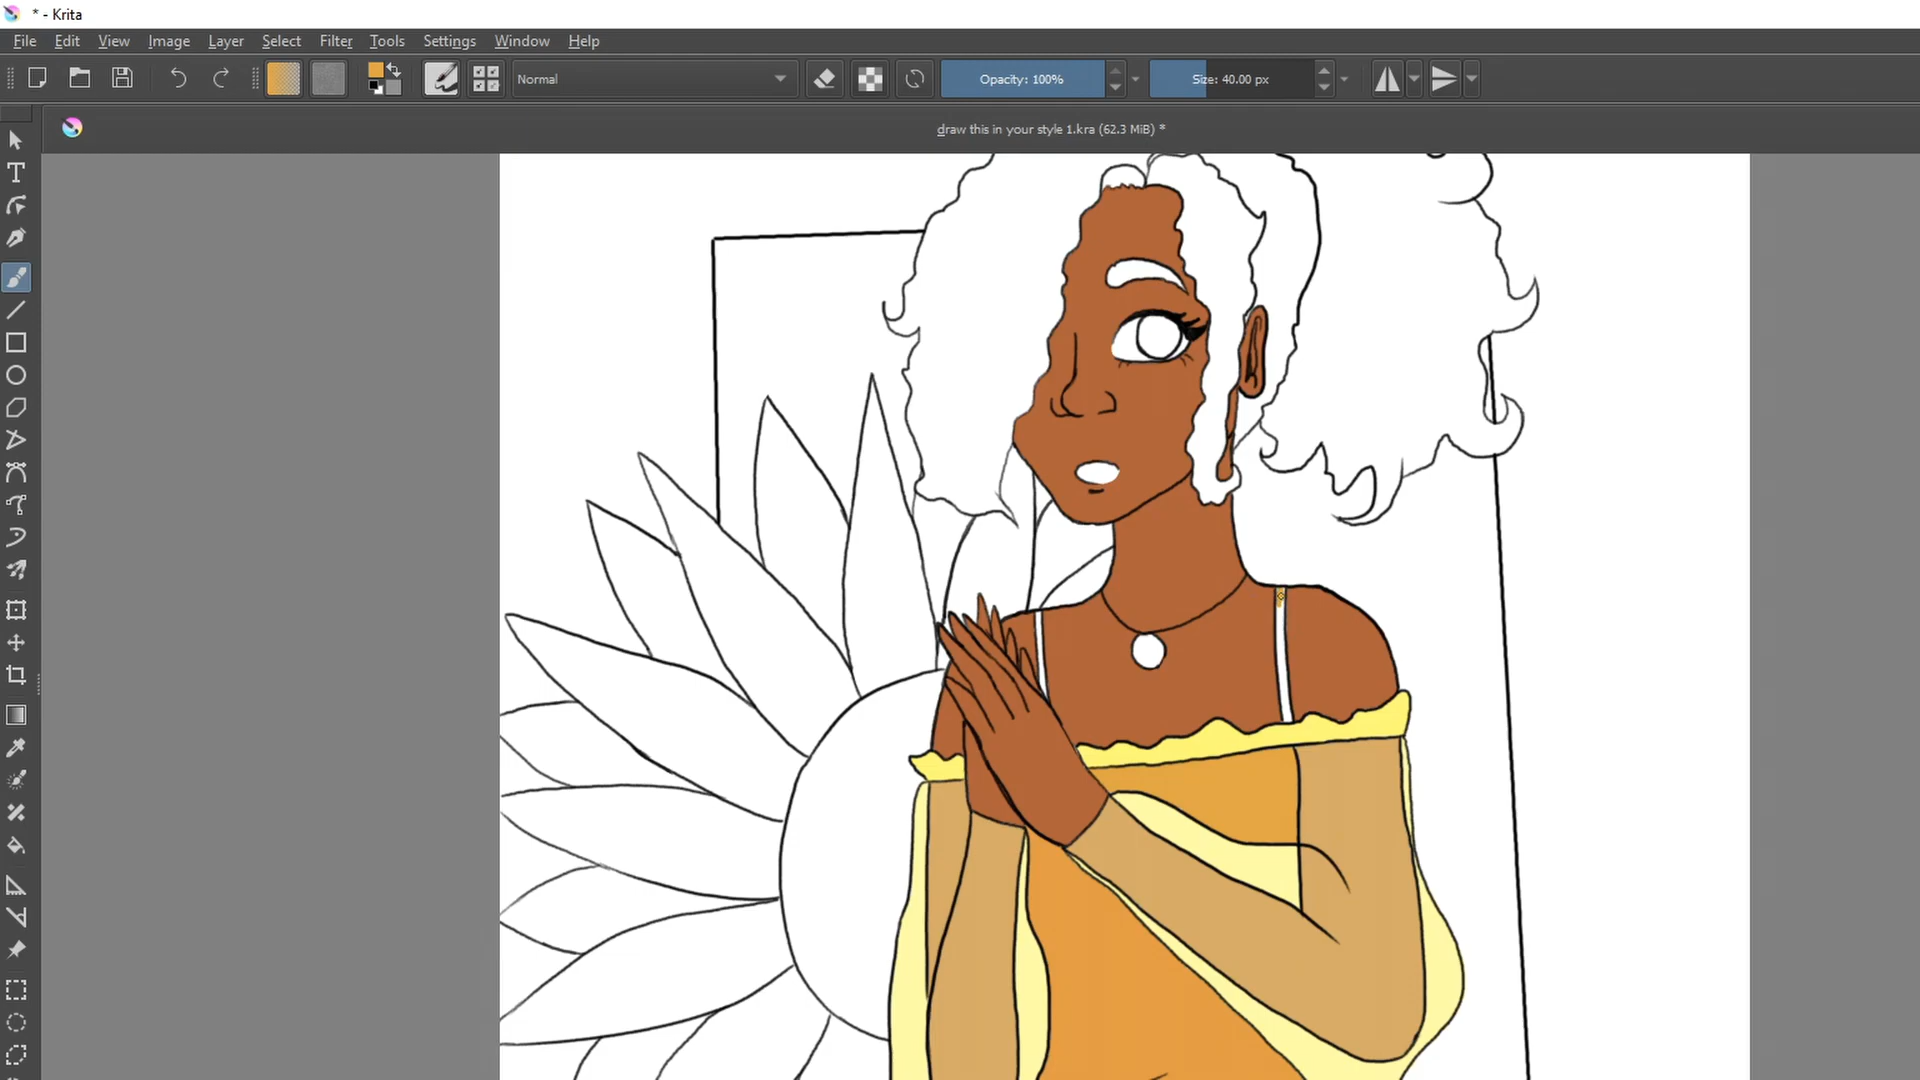 * - Krita
File Edit View Image Layer Select Filter Tools Settings Window Help
Normal Opacity: 100% Size: 40.00 px
draw this in your style 1.kra (62.3 MiB) *